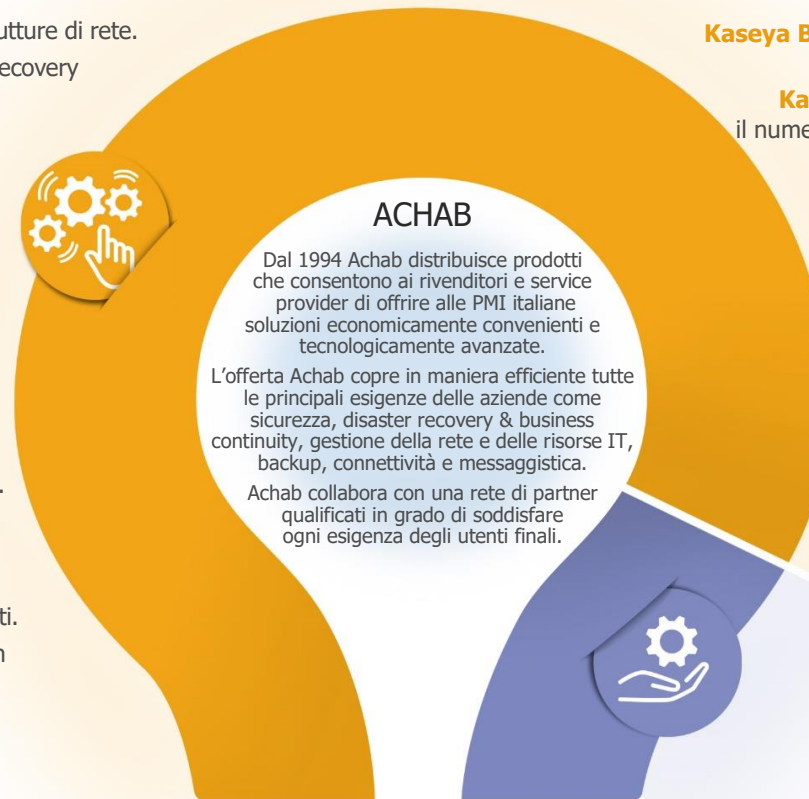 utture di rete.
ecovery
Kaseya B
Ka
il nume
ACHAB
Dal 1994 Achab distribuisce prodotti
che consentono ai rivenditori e service
provider di offrire alle PMI italiane
soluzioni economicamente convenienti e
tecnologicamente avanzate.
L’offerta Achab copre in maniera efficiente tutte
le principali esigenze delle aziende come
sicurezza, disaster recovery & business
continuity, gestione della rete e delle risorse IT,
backup, connettività e messaggistica.
Achab collabora con una rete di partner
qualificati in grado di soddisfare
ogni esigenza degli utenti finali.
.
ti.